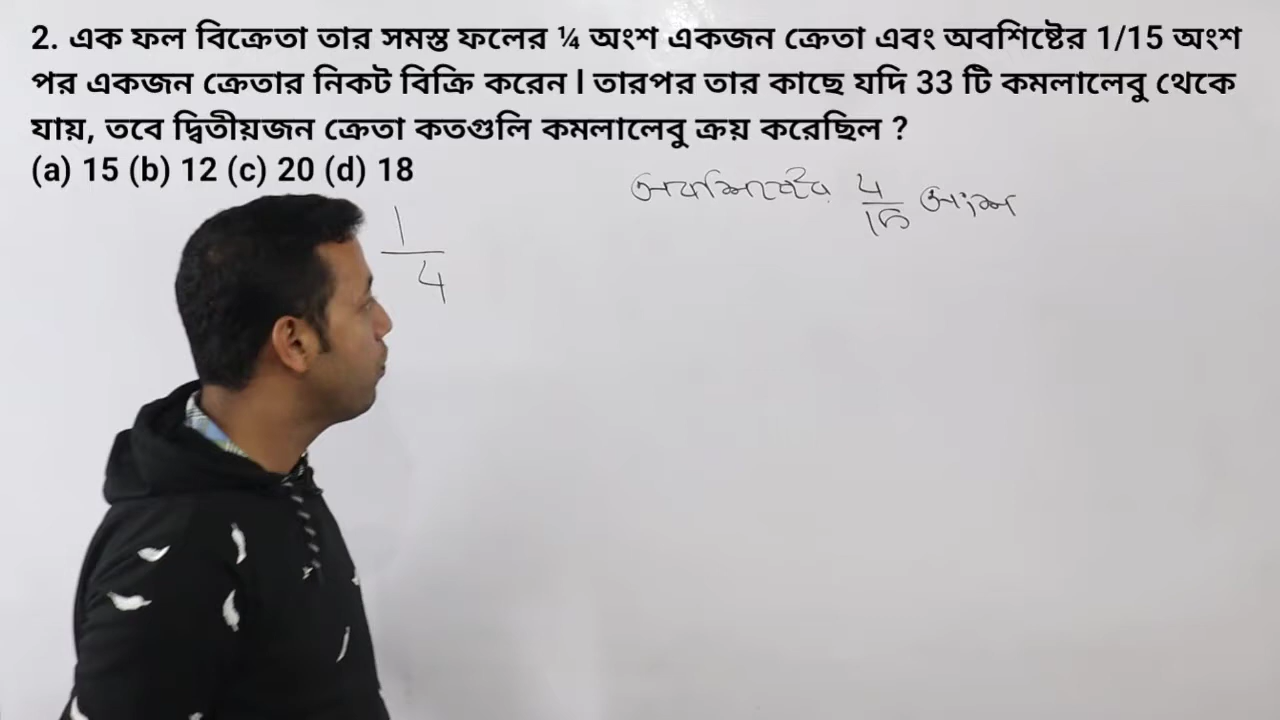 2. এক ফল বিক্রেতা তার সমস্ত ফলের ¼ অংশ একজন ক্রেতা এবং অবশিষ্টের 1/15 অংশ
পর একজন ক্রেতার নিকট বিক্রি করেন l তারপর তার কাছে যদি 33 টি কমলালেবু থেকে
যায়, তবে দ্বিতীয়জন ক্রেতা কতগুলি কমলালেবু ক্রয় করেছিল ?
(a) 15 (b) 12 (c) 20 (d) 18
অবশিষ্টের 4/15 অংশ
1/4